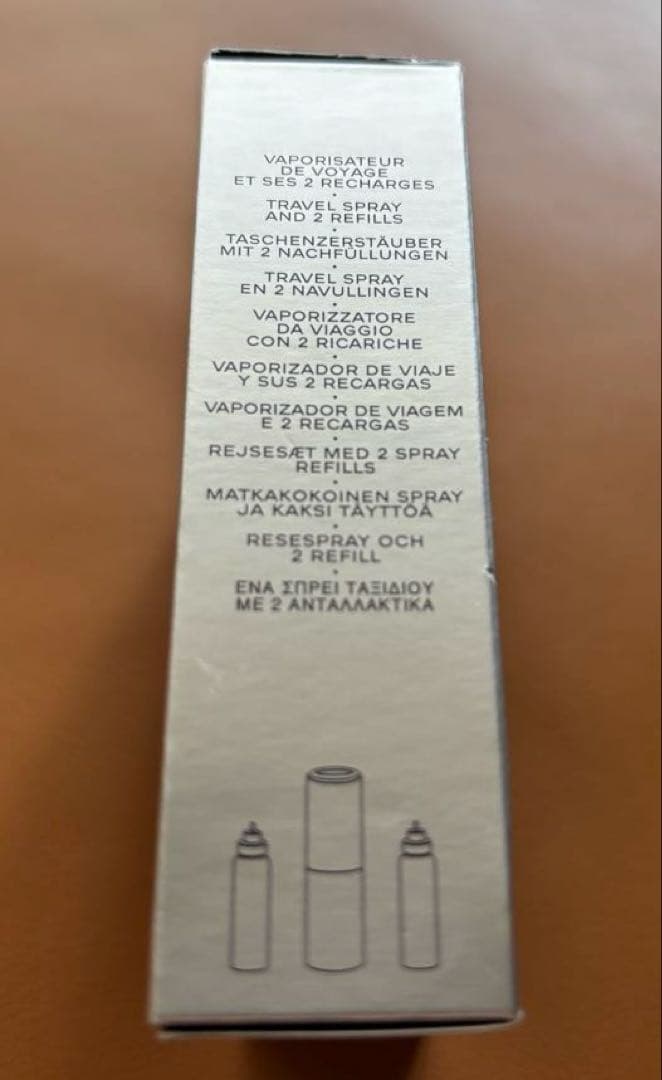 VAPORISATEUR
DE VOYAGE
ET SES 2 RECHARGES
•
TRAVEL SPRAY
AND 2 REFILLS
•
TASCHENZERSTÄUBER
MIT 2 NACHFÜLLUNGEN
•
TRAVEL SPRAY
EN 2 NAVULLINGEN
•
VAPORIZZATORE
DA VIAGGIO
CON 2 RICARICHE
•
VAPORIZADOR DE VIAJE
Y SUS 2 RECARGAS
•
VAPORIZADOR DE VIAGEM
E 2 RECARGAS
•
REJSESÆT MED 2 SPRAY
REFILLS
•
MATKAKOKOINEN SPRAY
JA KAKSI TÄYTTÖÄ
•
RESESPRAY OCH
2 REFILL
•
ΕΝΑ ΣΠΡΕΪ ΤΑΞΙΔΙΟΥ
ΜΕ 2 ΑΝΤΑΛΛΑΚΤΙΚΑ